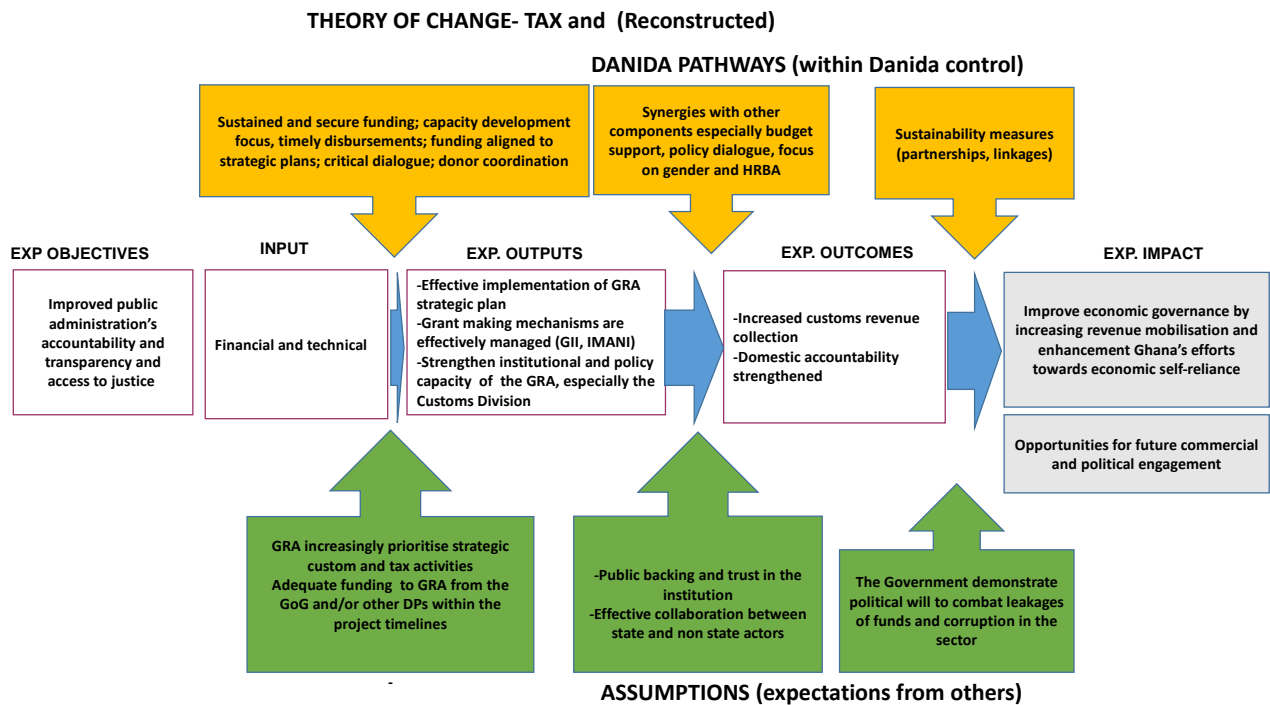 THEORY OF CHANGE- TAX and (Reconstructed)
DANIDA PATHWAYS (within Danida control)
Sustained and secure funding; capacity development
focus, timely disbursements; funding aligned to
strategic plans; critical dialogue; donor coordination
Synergies with other
components especially budget
support, policy dialogue, focus
on gender and HRBA
Sustainability measures
(partnerships, linkages)
EXP OBJECTIVES
INPUT
EXP. OUTPUTS
EXP. OUTCOMES
EXP. IMPACT
Improved public
administration's
accountability and
transparency and
access to justice
Financial and technical
-Effective implementation of GRA
strategic plan
-Grant making mechanisms are
effectively managed (GII, IMANI)
-Strengthen institutional and policy
capacity of the GRA, especially the
Customs Division
-Increased customs revenue
collection
-Domestic accountability
strengthened
Improve economic governance by
increasing revenue mobilisation and
enhancement Ghana's efforts
towards economic self-reliance
Opportunities for future commercial
and political engagement
GRA increasingly prioritise strategic
custom and tax activities
Adequate funding to GRA from the
GoG and/or other DPs within the
project timelines
-Public backing and trust in the
institution
-Effective collaboration between
state and non state actors
The Government demonstrate
political will to combat leakages
of funds and corruption in the
sector
ASSUMPTIONS (expectations from others)